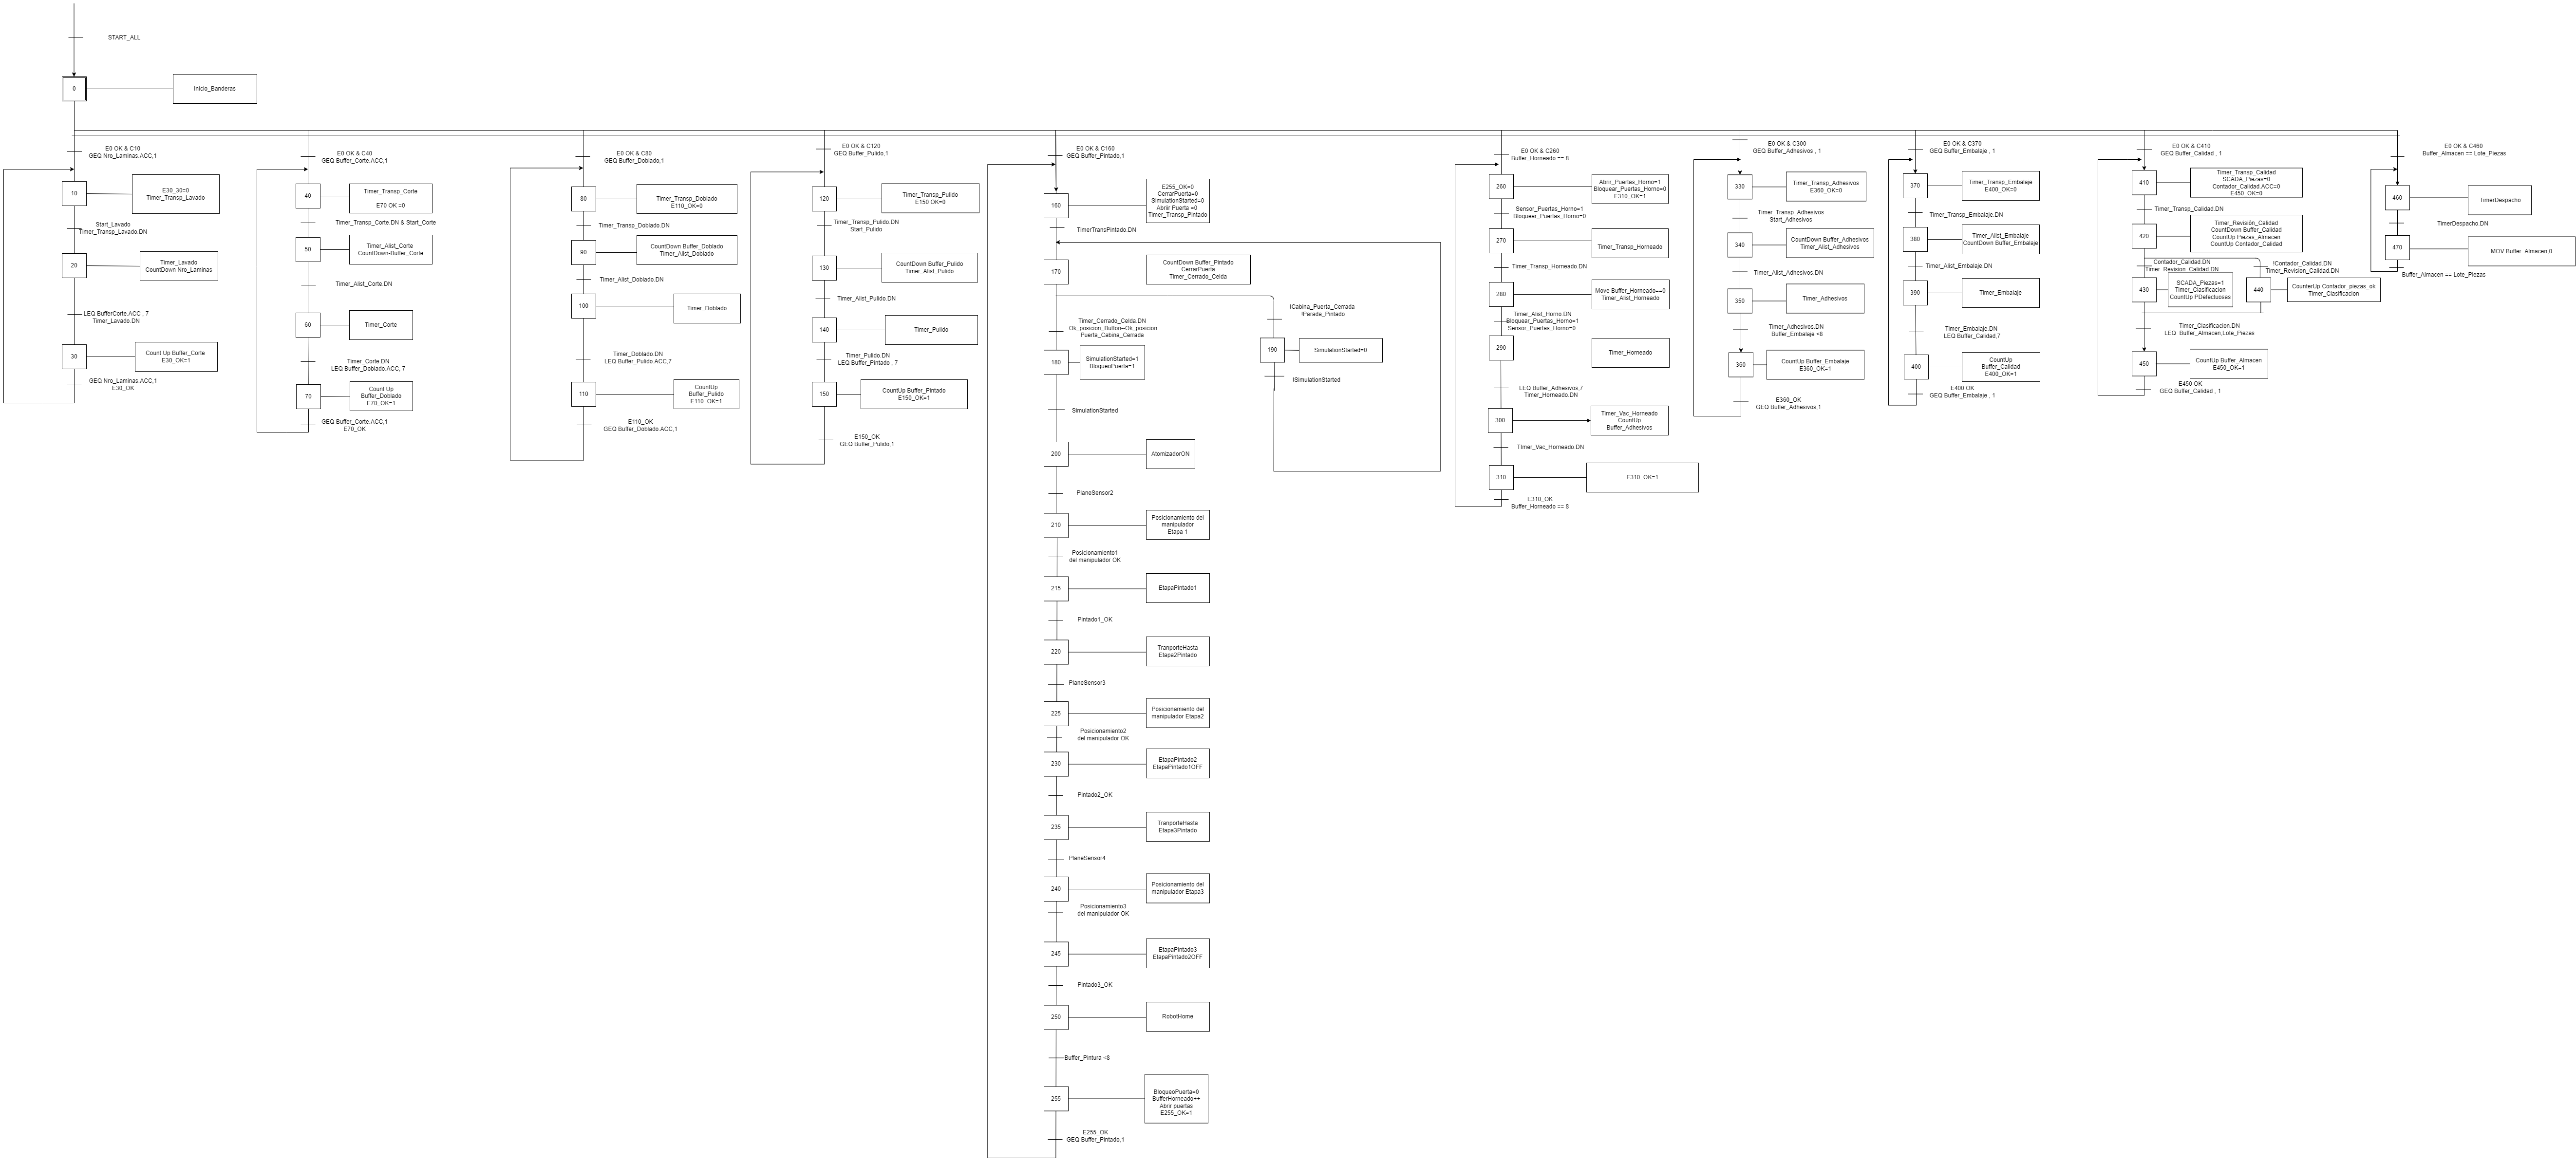 START_ALL
0
Inicio_Banderas
E0 OK & C10
GEQ Nro_Laminas.ACC,1
10
E30_30=0
Timer_Transp_Lavado
Start_Lavado
Timer_Transp_Lavado.DN
20
Timer_Lavado
CountDown Nro_Laminas
LEQ BufferCorte.ACC , 7
Timer_Lavado.DN
30
Count Up Buffer_Corte
E30_OK=1
GEQ Nro_Laminas.ACC,1
E30_OK
E0 OK & C40
GEQ Buffer_Corte.ACC,1
40
Timer_Transp_Corte
E70 OK =0
Timer_Transp_Corte.DN & Start_Corte
50
Timer_Alist_Corte
CountDown-Buffer_Corte
Timer_Alist_Corte.DN
60
Timer_Corte
Timer_Corte.DN
LEQ Buffer_Doblado.ACC, 7
70
Count Up
Buffer_Doblado
E70_OK=1
GEQ Buffer_Corte.ACC,1
E70_OK
E0 OK & C80
GEQ Buffer_Doblado,1
80
Timer_Transp_Doblado
E110_OK=0
Timer_Transp_Doblado.DN
90
CountDown Buffer_Doblado
Timer_Alist_Doblado
Timer_Alist_Doblado.DN
100
Timer_Doblado
Timer_Doblado.DN
LEQ Buffer_Pulido.ACC,7
110
CountUp
Buffer_Pulido
E110_OK=1
E110_OK
GEQ Buffer_Doblado.ACC,1
E0 OK & C120
GEQ Buffer_Pulido,1
120
Timer_Transp_Pulido
E150 OK=0
Timer_Transp_Pulido.DN
Start_Pulido
130
CountDown Buffer_Pulido
Timer_Alist_Pulido
Timer_Alist_Pulido.DN
140
Timer_Pulido
Timer_Pulido.DN
LEQ Buffer_Pintado , 7
150
CountUp Buffer_Pintado
E150_OK=1
E150_OK
GEQ Buffer_Pulido,1
E0 OK & C160
GEQ Buffer_Pintado,1
160
E255_OK=0
CerrarPuerta=0
SimulationStarted=0
Abrir Puerta =0
Timer_Transp_Pintado
TimerTransPintado.DN
170
CountDown Buffer_Pintado
CerrarPuerta
Timer_Cerrado_Celda
Timer_Cerrado_Celda.DN
Ok_posicion_Button--Ok_posicion
Puerta_Cabina_Cerrada
180
SimulationStarted=1
BloqueoPuerta=1
!Cabina_Puerta_Cerrada
!Parada_Pintado
190
SimulationStarted=0
!SimulationStarted
SimulationStarted
200
AtomizadorON
PlaneSensor2
210
Posicionamiento del
manipulador
Etapa 1
Posicionamiento1
del manipulador OK
215
EtapaPintado1
Pintado1_OK
220
TranporteHasta
Etapa2Pintado
PlaneSensor3
225
Posicionamiento del
manipulador Etapa2
Posicionamiento2
del manipulador OK
230
EtapaPintado2
EtapaPintado1OFF
Pintado2_OK
235
TranporteHasta
Etapa3Pintado
PlaneSensor4
240
Posicionamiento del
manipulador Etapa3
Posicionamiento3
del manipulador OK
245
EtapaPintado3
EtapaPintado2OFF
Pintado3_OK
250
RobotHome
Buffer_Pintura <8
255
BloqueoPuerta=0
BufferHorneado++
Abrir puertas
E255_OK=1
E255_OK
GEQ Buffer_Pintado,1
E0 OK & C260
Buffer_Horneado == 8
260
Abrir_Puertas_Horno=1
Bloquear_Puertas_Horno=0
E310_OK=1
Sensor_Puertas_Horno=1
Bloquear_Puertas_Horno=0
270
Timer_Transp_Horneado
Timer_Transp_Horneado.DN
280
Move Buffer_Horneado==0
Timer_Alist_Horneado
Timer_Alist_Horno.DN
Bloquear_Puertas_Horno=1
Sensor_Puertas_Horno=0
290
Timer_Horneado
LEQ Buffer_Adhesivos,7
Timer_Horneado.DN
300
Timer_Vac_Horneado
CountUp
Buffer_Adhesivos
Timer_Vac_Horneado.DN
310
E310_OK=1
E310_OK
Buffer_Horneado == 8
E0 OK & C300
GEQ Buffer_Adhesivos , 1
330
Timer_Transp_Adhesivos
E360_OK=0
Timer_Transp_Adhesivos
Start_Adhesivos
340
CountDown Buffer_Adhesivos
Timer_Alist_Adhesivos
Timer_Alist_Adhesivos.DN
350
Timer_Adhesivos
Timer_Adhesivos.DN
Buffer_Embalaje <8
360
CountUp Buffer_Embalaje
E360_OK=1
E360_OK
GEQ Buffer_Adhesivos,1
E0 OK & C370
GEQ Buffer_Embalaje , 1
370
Timer_Transp_Embalaje
E400_OK=0
Timer_Transp_Embalaje.DN
380
Timer_Alist_Embalaje
CountDown Buffer_Embalaje
Timer_Alist_Embalaje.DN
390
Timer_Embalaje
Timer_Embalaje.DN
LEQ Buffer_Calidad,7
400
CountUp
Buffer_Calidad
E400_OK=1
E400 OK
GEQ Buffer_Embalaje , 1
E0 OK & C410
GEQ Buffer_Calidad , 1
410
Timer_Transp_Calidad
SCADA_Piezas=0
Contador_Calidad.ACC=0
E450_OK=0
Timer_Transp_Calidad.DN
420
Timer_Revisión_Calidad
CountDown Buffer_Calidad
CountUp Piezas_Almacen
CountUp Contador_Calidad
Contador_Calidad.DN
Timer_Revision_Calidad.DN
430
SCADA_Piezas=1
Timer_Clasificacion
CountUp PDefectuosas
!Contador_Calidad.DN
Timer_Revision_Calidad.DN
440
CounterUp Contador_piezas_ok
Timer_Clasificacion
Timer_Clasificacion.DN
LEQ Buffer_Almacen,Lote_Piezas
450
CountUp Buffer_Almacen
E450_OK=1
E450 OK
GEQ Buffer_Calidad , 1
E0 OK & C460
Buffer_Almacen == Lote_Piezas
460
TimerDespacho
TimerDespacho.DN
470
MOV Buffer_Almacen,0
Buffer_Almacen == Lote_Piezas